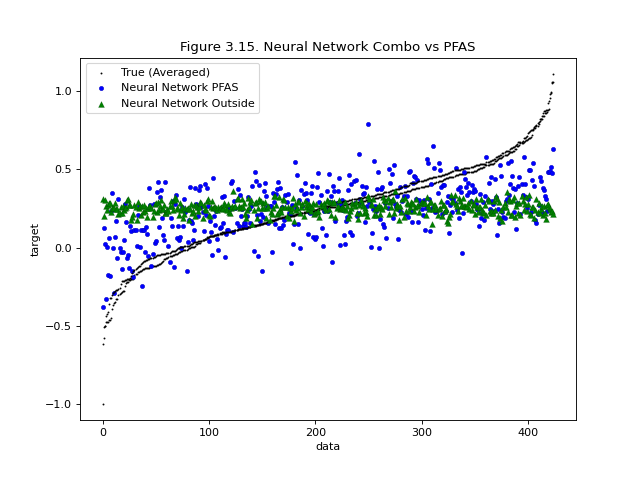 Figure 3.15. Neural Network Combo vs PFAS
True (Averaged)
Neural Network PFAS
Neural Network Outside
1.0
0.5
0.0
−0.5
−1.0
target
0 100 200 300 400
data